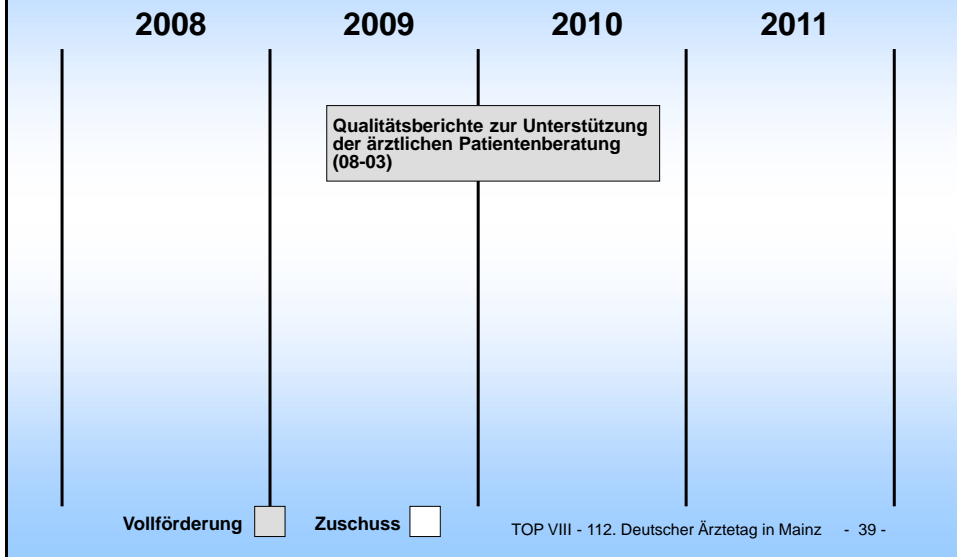 2008 2009 2010 2011
Qualitätsberichte zur Unterstützung
der ärztlichen Patientenberatung
(08-03)
Vollförderung Zuschuss TOP VIII - 112. Deutscher Ärztetag in Mainz - 39 -